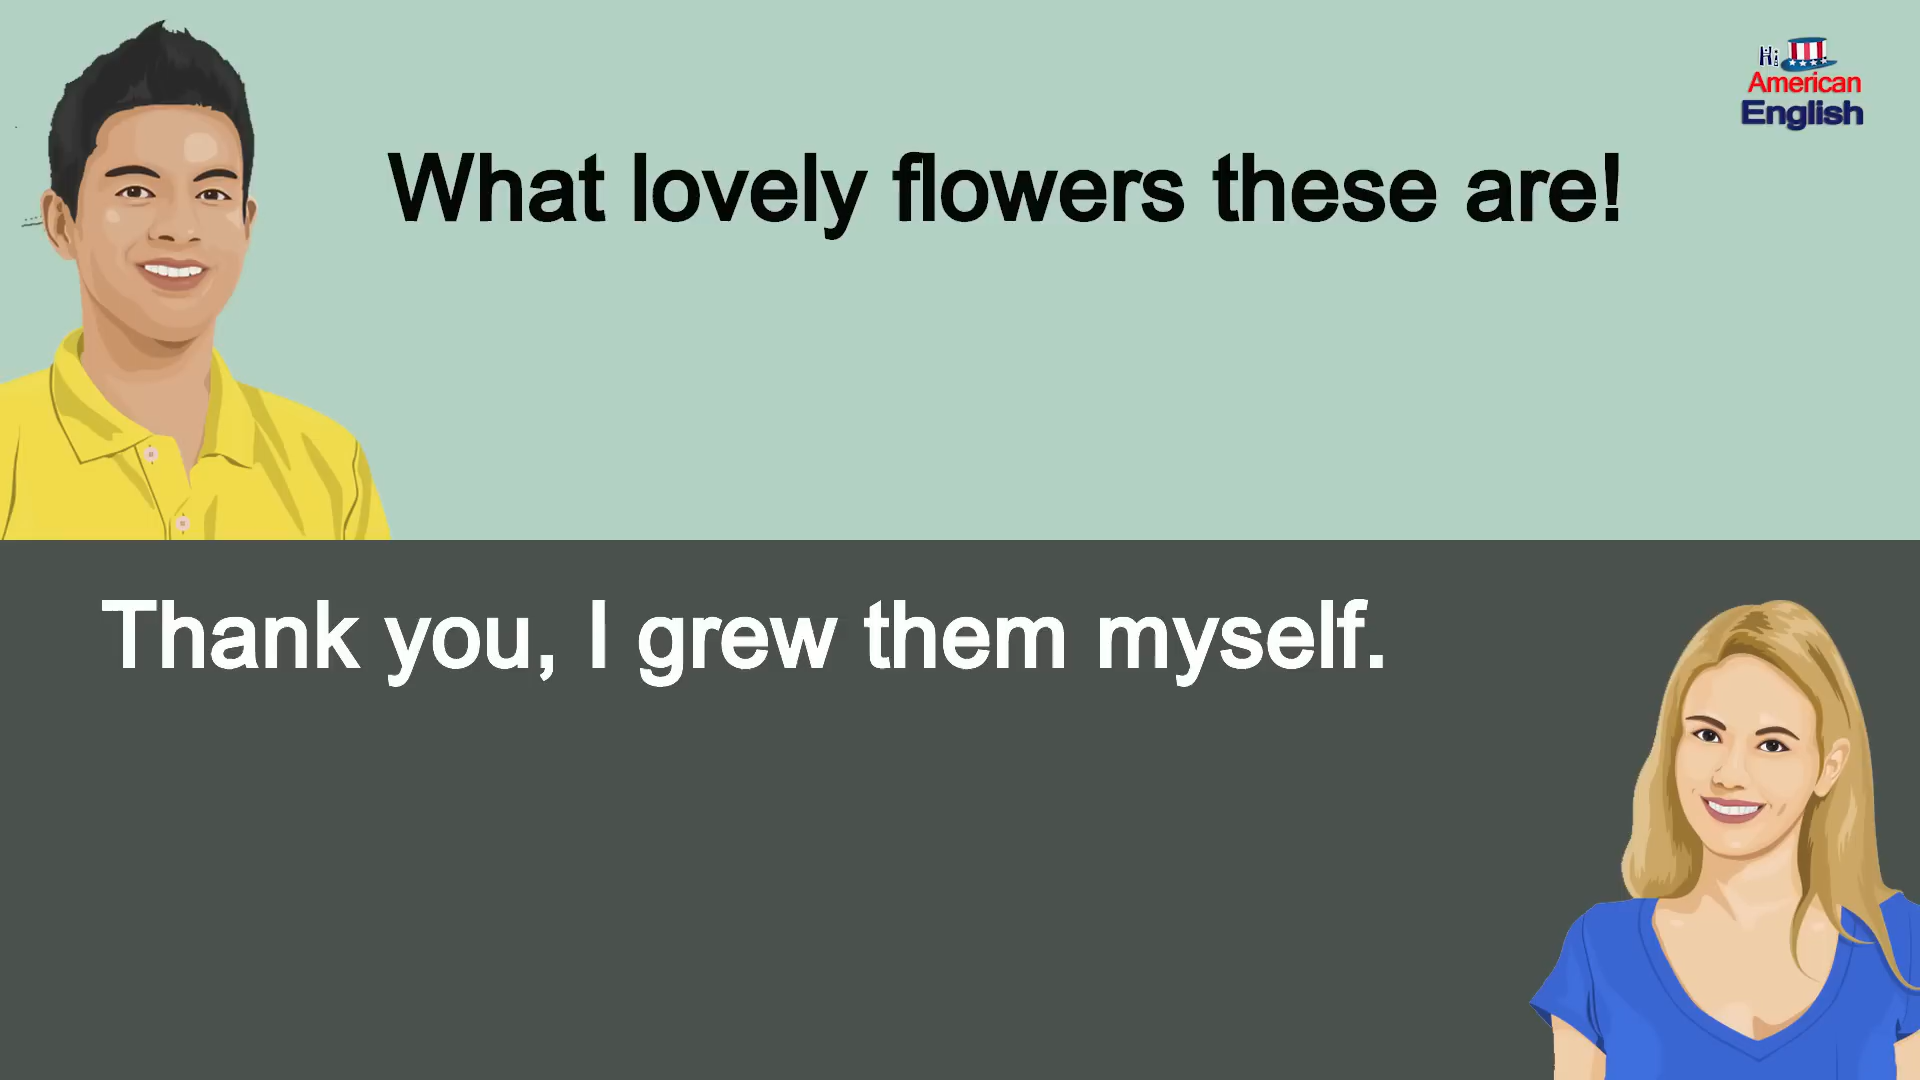 Hi
American
English
What lovely flowers these are!
Thank you, I grew them myself.